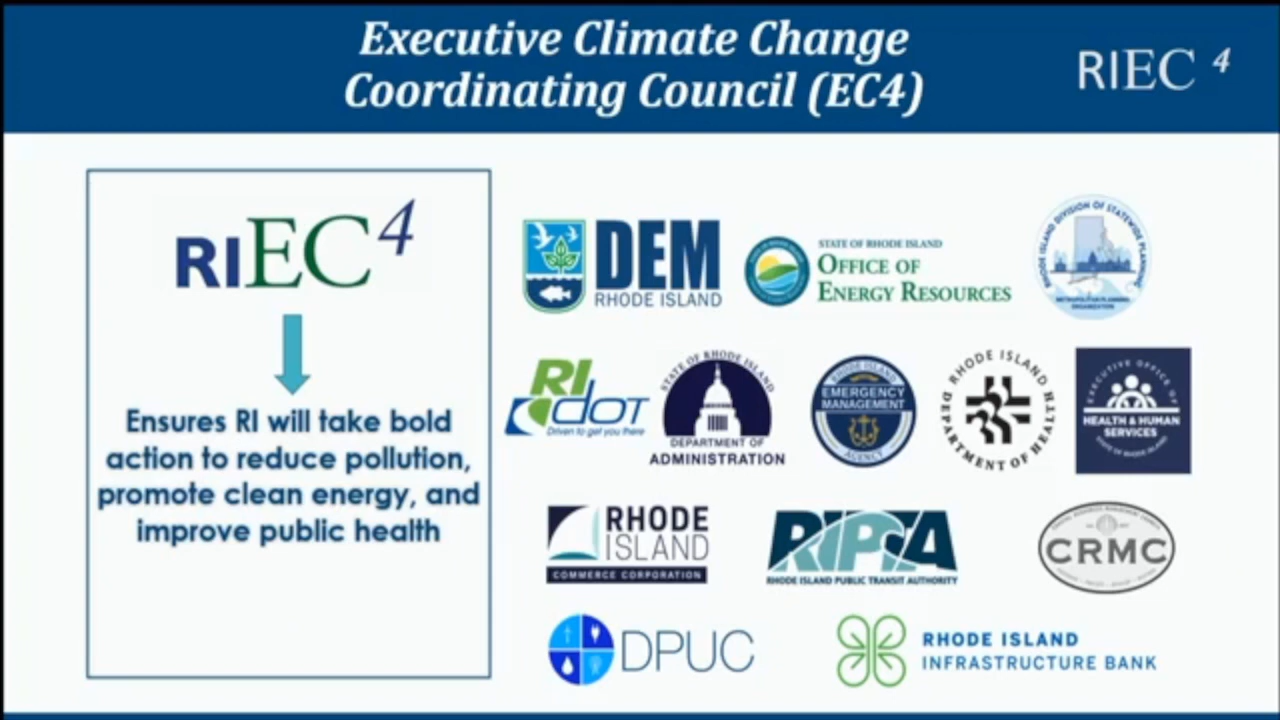 Executive Climate Change
Coordinating Council (EC4)
RIEC 4
RIEC4
Ensures RI will take bold
action to reduce pollution,
promote clean energy, and
improve public health
DEM
RHODE ISLAND
STATE OF RHODE ISLAND
OFFICE OF
ENERGY RESOURCES
RHODE ISLAND DIVISION OF STATEWIDE PLANNING
METROPOLITAN PLANNING
ORGANIZATION
RI
DOT
Driven to get you there
STATE OF RHODE ISLAND
DEPARTMENT OF
ADMINISTRATION
RHODE ISLAND
EMERGENCY
MANAGEMENT
AGENCY
RHODE ISLAND
DEPARTMENT OF HEALTH
EXECUTIVE OFFICE OF
HEALTH & HUMAN
SERVICES
STATE OF RHODE ISLAND
RHODE
ISLAND
COMMERCE CORPORATION
RIPTA
RHODE ISLAND PUBLIC TRANSIT AUTHORITY
CRMC
DPUC
RHODE ISLAND
INFRASTRUCTURE BANK